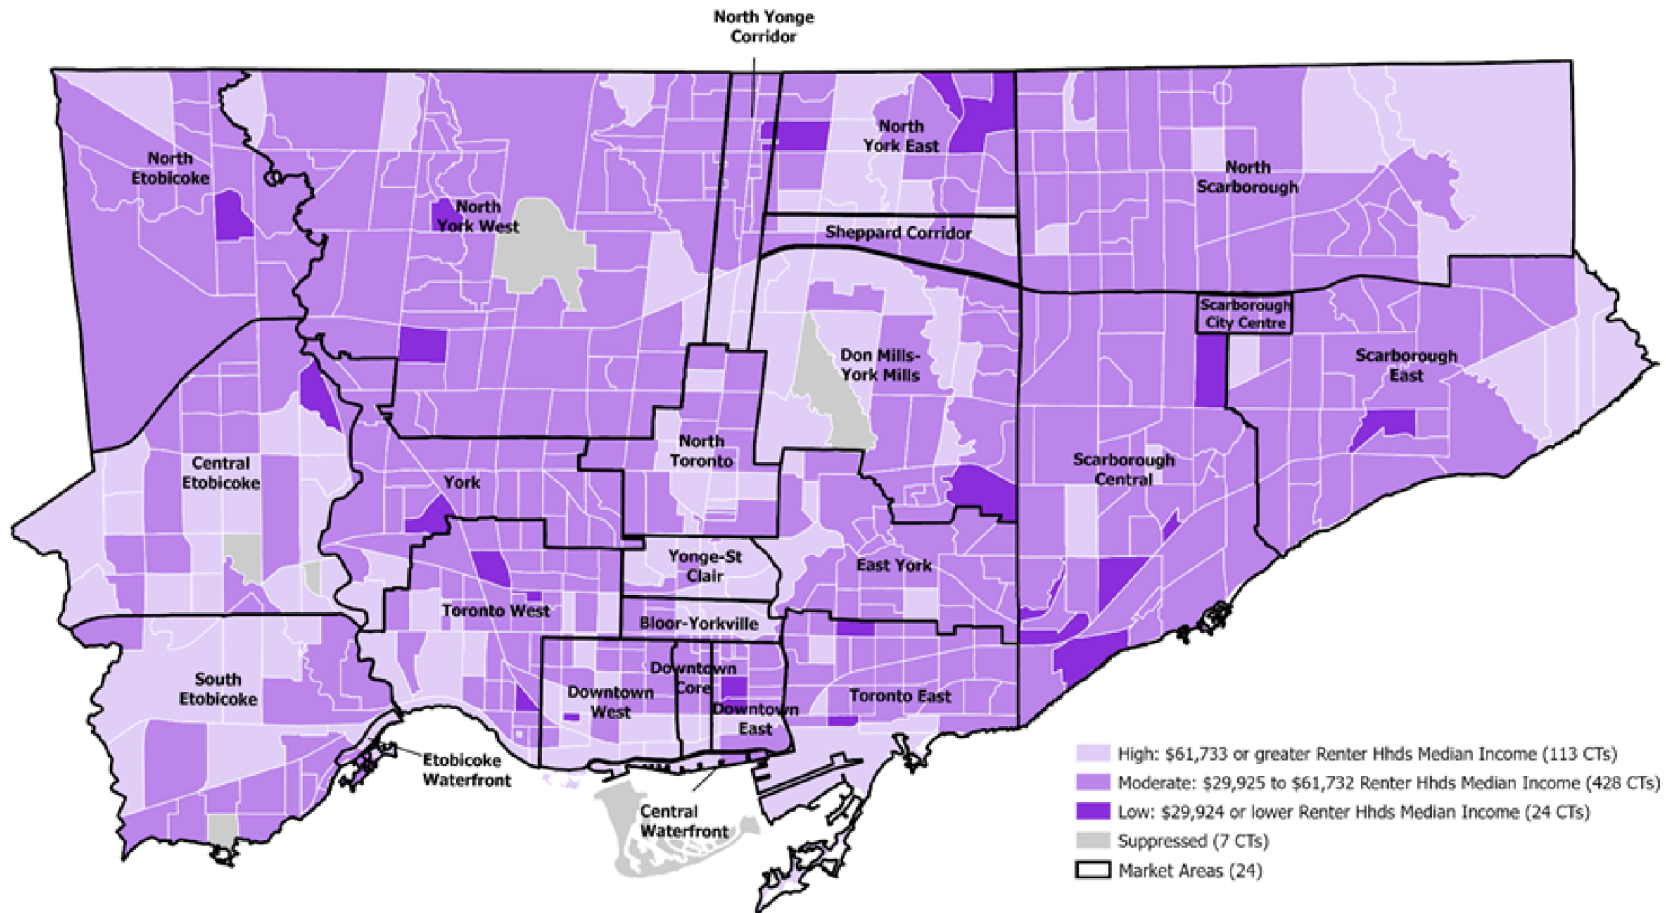 North Yonge
Corridor
North
Etobicoke
North
York West
North
York East
North
Scarborough
Sheppard Corridor
Scarborough
City Centre
Don Mills-
York Mills
Scarborough
East
Central
Etobicoke
York
North
Toronto
Scarborough
Central
Yonge-St
Clair
East York
Toronto West
Bloor-Yorkville
South
Etobicoke
Downtown
West
Downtown
Core
Downtown
East
Toronto East
Etobicoke
Waterfront
Central
Waterfront
High: $61,733 or greater Renter Hhds Median Income (113 CTs)
Moderate: $29,925 to $61,732 Renter Hhds Median Income (428 CTs)
Low: $29,924 or lower Renter Hhds Median Income (24 CTs)
Suppressed (7 CTs)
Market Areas (24)